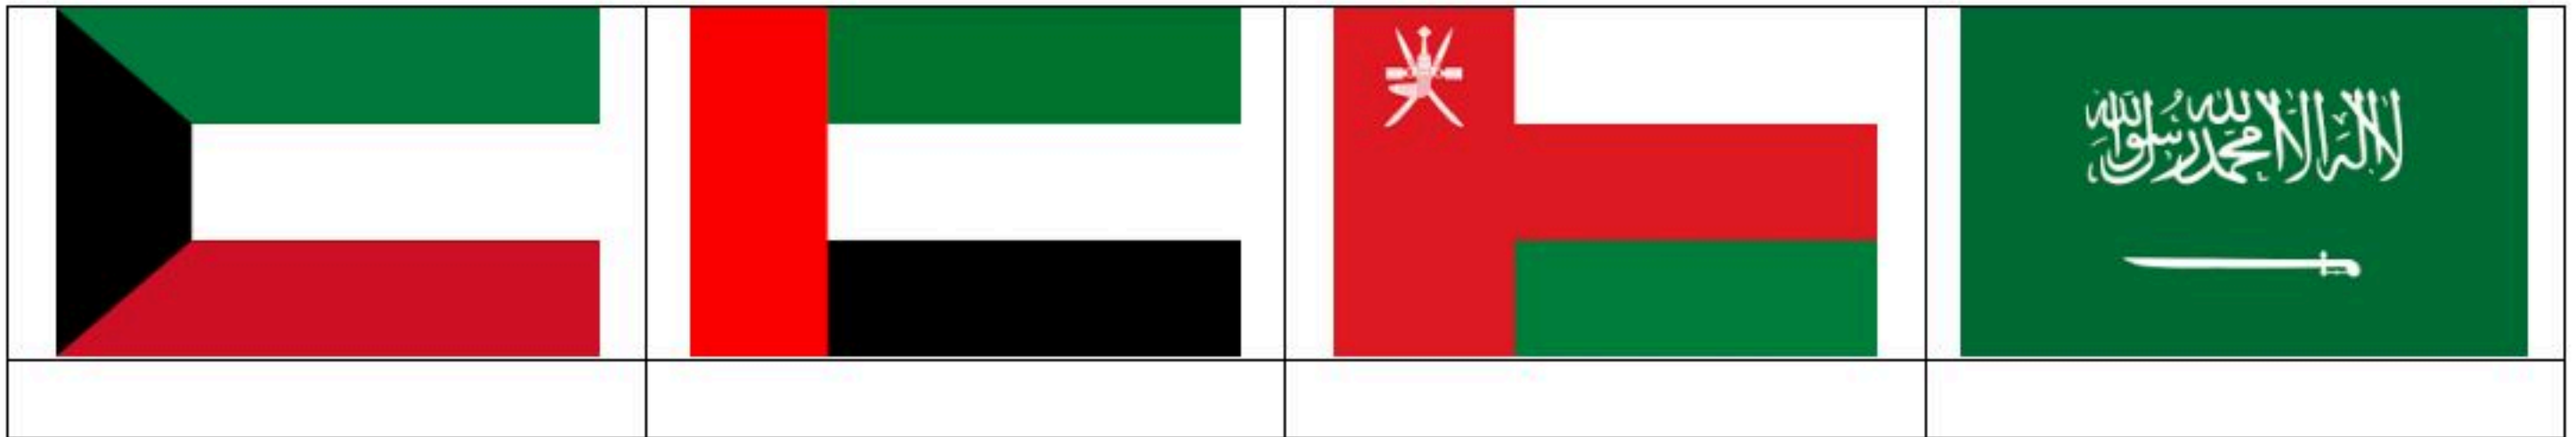 لا إله إلا الله محمد رسول الله